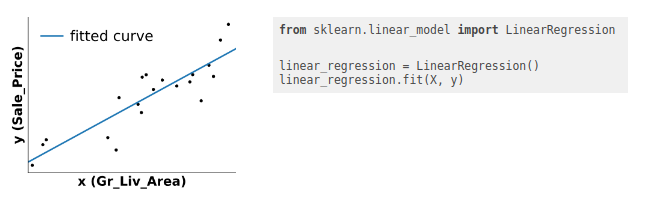 fitted curve
y (Sale_Price)
x (Gr_Liv_Area)
from sklearn.linear_model import LinearRegression
linear_regression = LinearRegression()
linear_regression.fit(X, y)